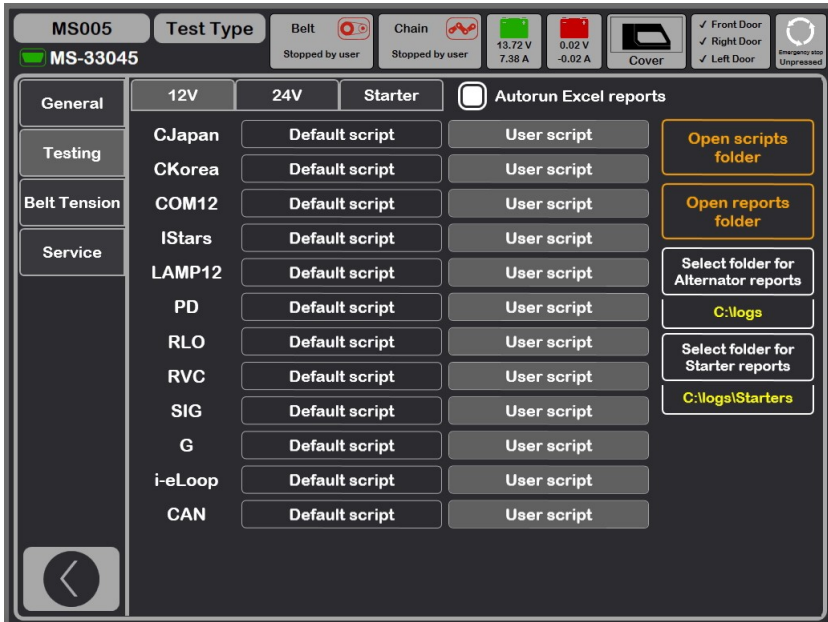 MS005
Test Type
MS-33045
Belt
Stopped by user
Chain
Stopped by user
13.72 V
7.38 A
0.02 V
-0.02 A
Cover
✓ Front Door
✓ Right Door
✓ Left Door
Emergency stop
Unpressed
General
Testing
Belt Tension
Service
12V
24V
Starter
Autorun Excel reports
CJapan Default script User script
CKorea Default script User script
COM12 Default script User script
IStars Default script User script
LAMP12 Default script User script
PD Default script User script
RLO Default script User script
RVC Default script User script
SIG Default script User script
G Default script User script
i-eLoop Default script User script
CAN Default script User script
Open scripts
folder
Open reports
folder
Select folder for
Alternator reports
C:\logs
Select folder for
Starter reports
C:\logs\Starters